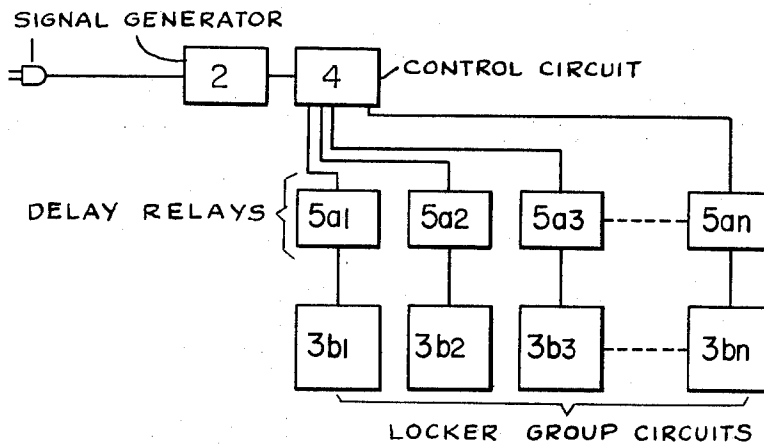 SIGNAL GENERATOR
2
4
CONTROL CIRCUIT
DELAY RELAYS
5a1
5a2
5a3
5an
3b1
3b2
3b3
3bn
LOCKER GROUP CIRCUITS